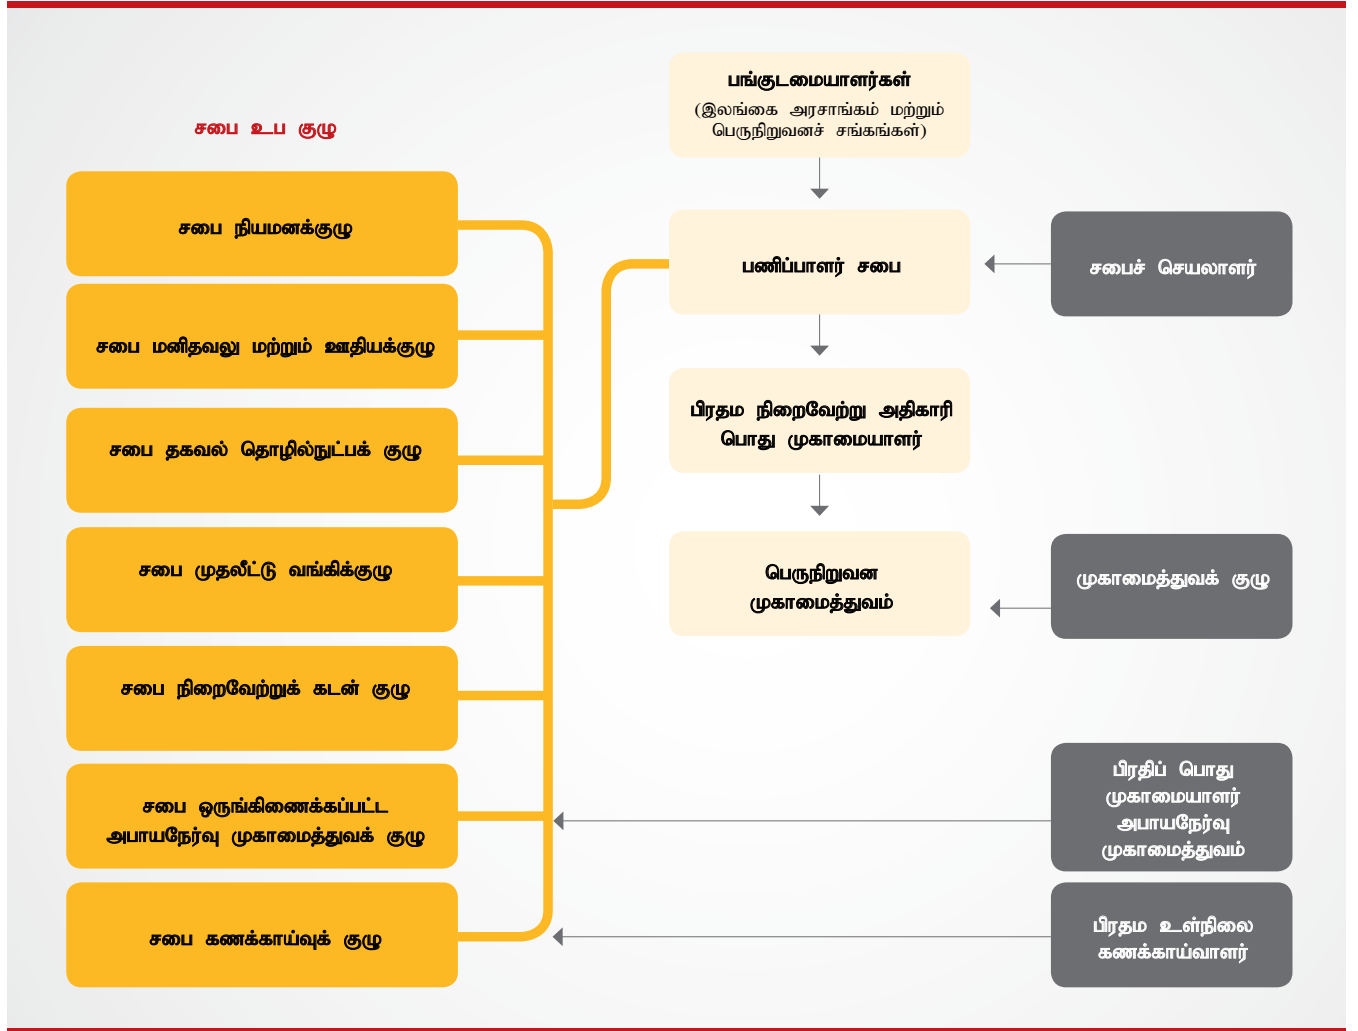 சபை உப குழு
சபை நியமனக்குழு
சபை மனிதவலு மற்றும் ஊதியக்குழு
சபை தகவல் தொழில்நுட்பக் குழு
சபை முதலீட்டு வங்கிக்குழு
சபை நிறைவேற்றுக் கடன் குழு
சபை ஒருங்கிணைக்கப்பட்ட
அபாயநேர்வு முகாமைத்துவக் குழு
சபை கணக்காய்வுக் குழு
பங்குடமையாளர்கள்
(இலங்கை அரசாங்கம் மற்றும்
பெருநிறுவனச் சங்கங்கள்)
பணிப்பாளர் சபை
பிரதம நிறைவேற்று அதிகாரி
பொது முகாமையாளர்
பெருநிறுவன
முகாமைத்துவம்
சபைச் செயலாளர்
முகாமைத்துவக் குழு
பிரதிப் பொது
முகாமையாளர்
அபாயநேர்வு
முகாமைத்துவம்
பிரதம உள்நிலை
கணக்காய்வாளர்